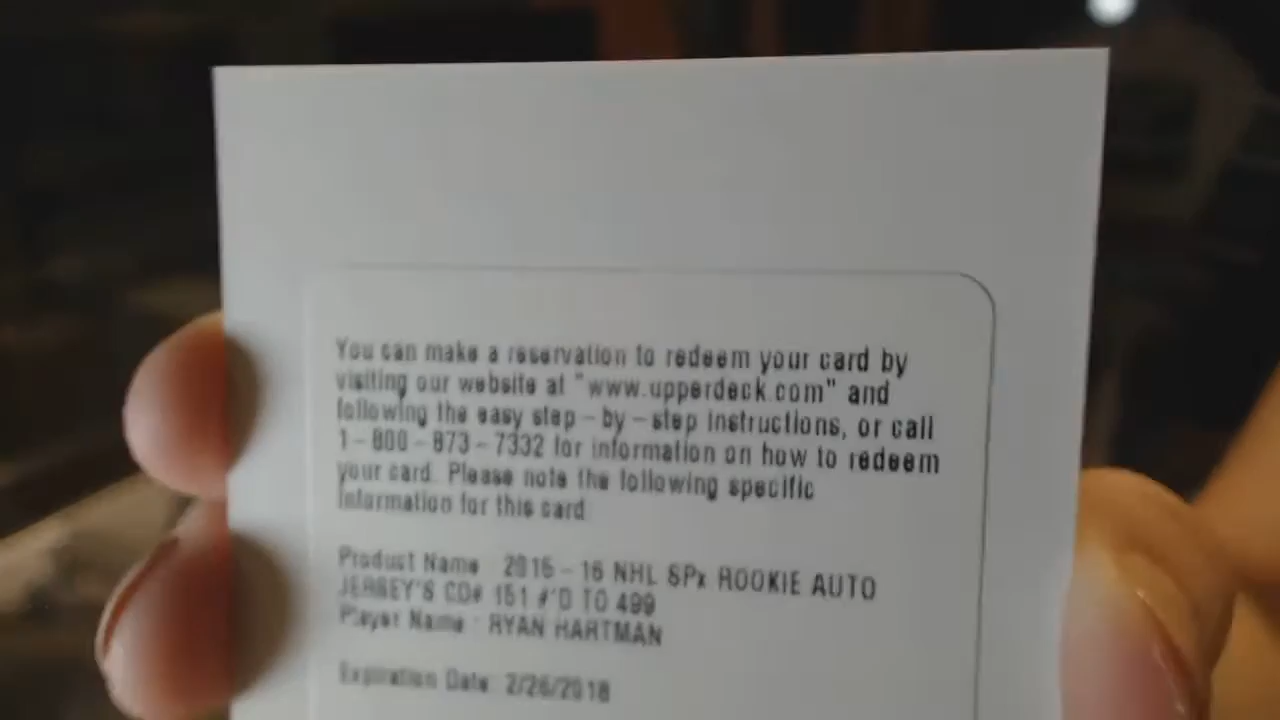 You can make a reservation to redeem your card by
visiting our website at "www.upperdeck.com" and
following the easy step - by - step instructions, or call
1 - 800 - 873 - 7332 for information on how to redeem
your card. Please note the following specific
information for this card
Product Name : 2015 - 16 NHL SPx ROOKIE AUTO
JERSEY'S CD# 151 #'D TO 499
Player Name : RYAN HARTMAN
Expiration Date: 2/26/2018